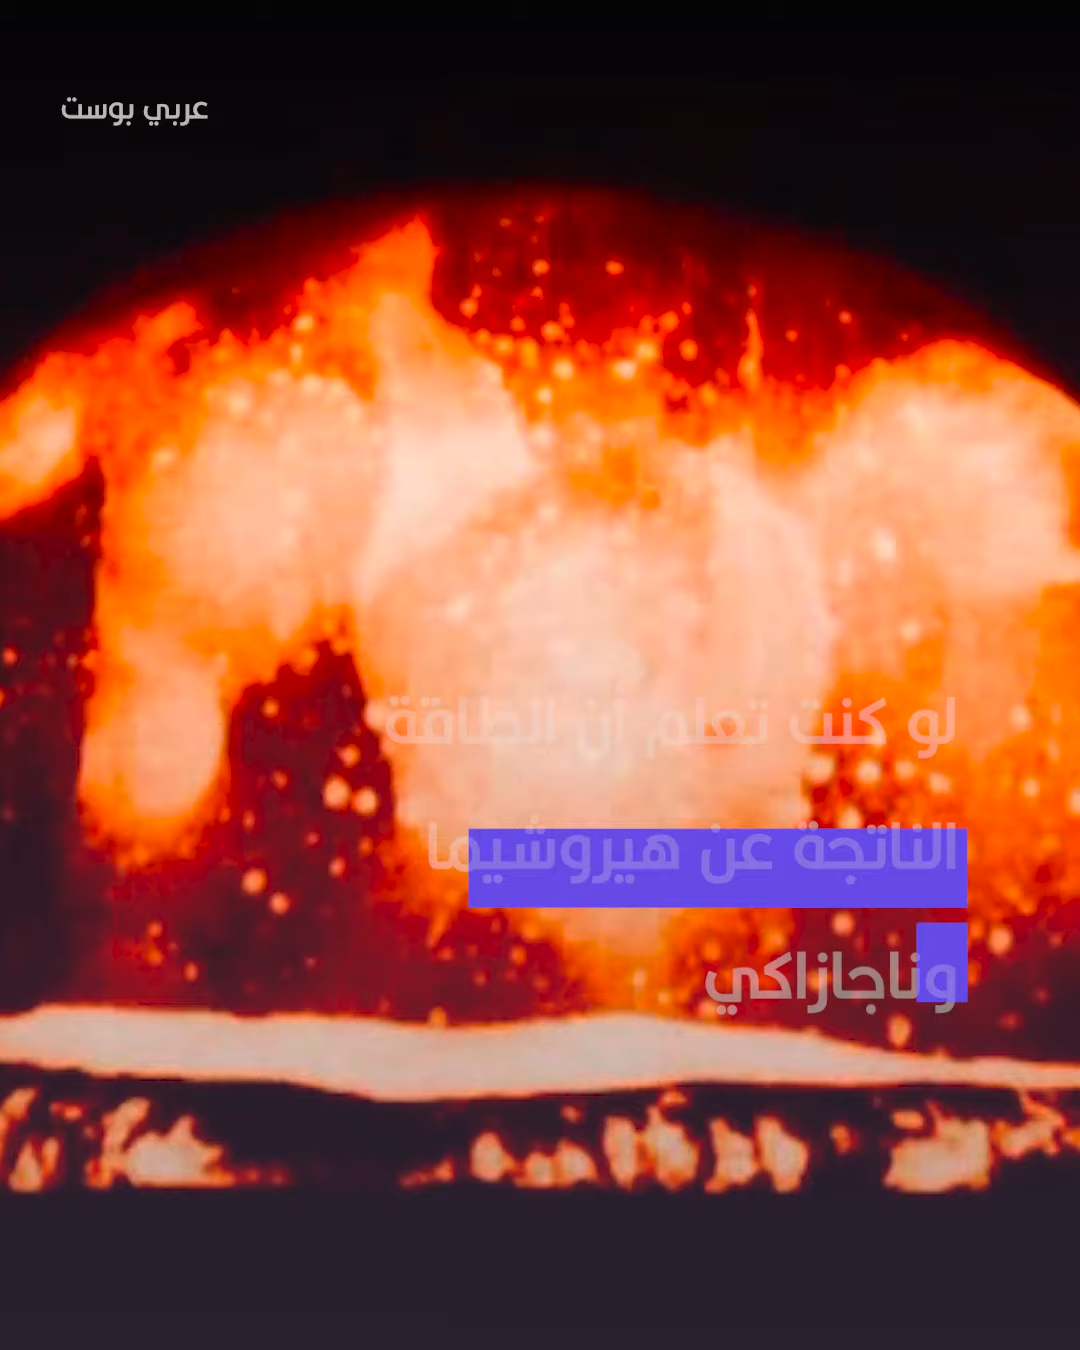 عربي بوست
لو كنت تعلم أن الطاقة
الناتجة عن هيروشيما
وناجازاكي